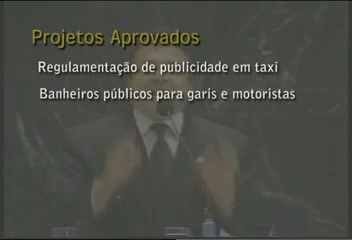 Projetos Aprovados
Regulamentação de publicidade em taxi
Banheiros públicos para garis e motoristas